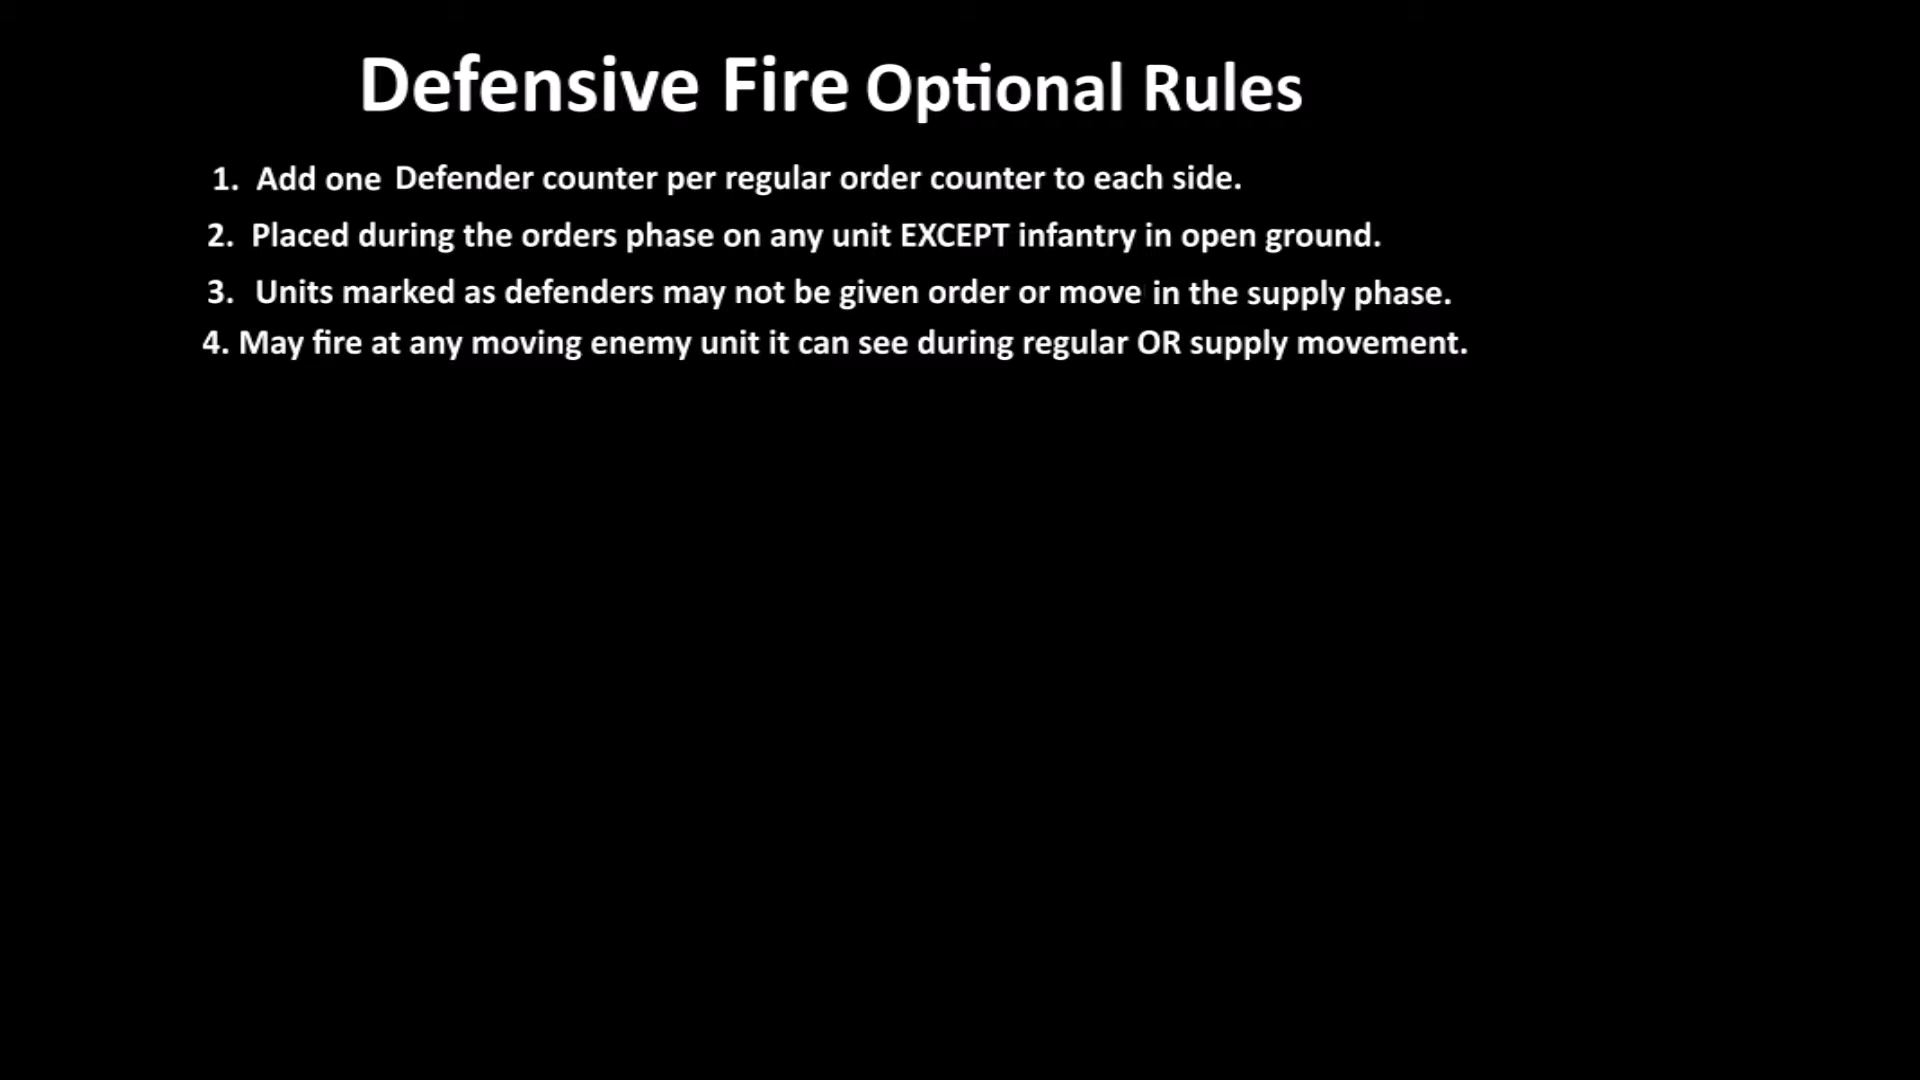 Defensive Fire Optional Rules
1. Add one Defender counter per regular order counter to each side.
2. Placed during the orders phase on any unit EXCEPT infantry in open ground.
3. Units marked as defenders may not be given order or move in the supply phase.
4. May fire at any moving enemy unit it can see during regular OR supply movement.